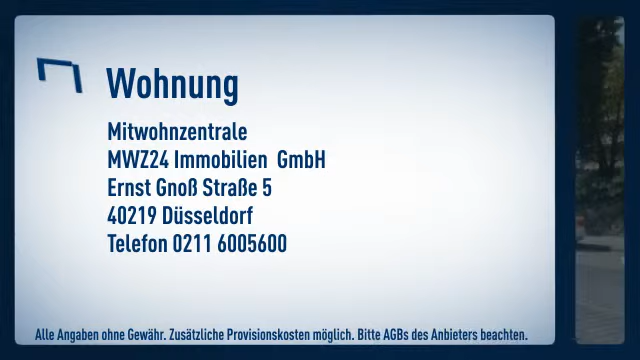 Wohnung
Mitwohnzentrale
MWZ24 Immobilien GmbH
Ernst Gnoß Straße 5
40219 Düsseldorf
Telefon 0211 6005600
Alle Angaben ohne Gewähr. Zusätzliche Provisionskosten möglich. Bitte AGBs des Anbieters beachten.